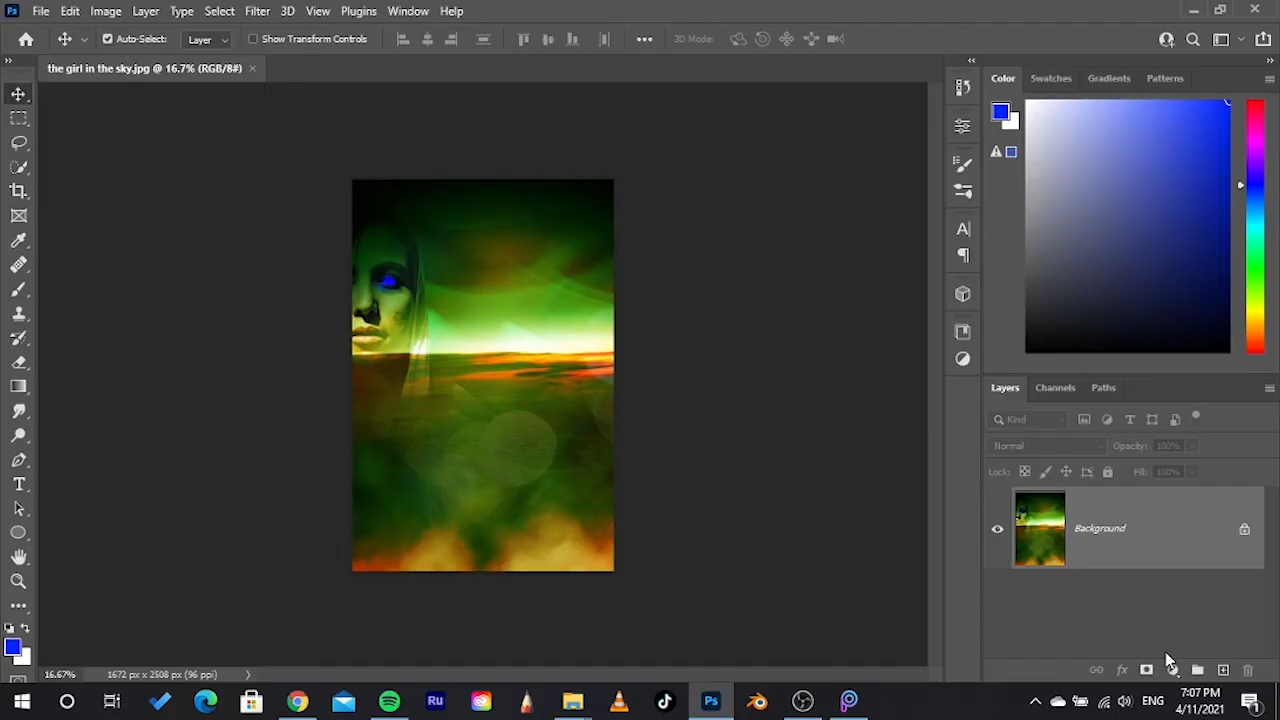 Ps File Edit Image Layer Type Select Filter 3D View Plugins Window Help
Auto-Select: Layer Show Transform Controls 3D Mode:
the girl in the sky.jpg @ 16.7% (RGB/8#)
Color Swatches Gradients Patterns
Layers Channels Paths
Kind
Normal Opacity: 100%
Lock: Fill: 100%
Background
16.67% 1672 px x 2508 px (96 ppi)
Ru Ps ENG 7:07 PM
4/11/2021